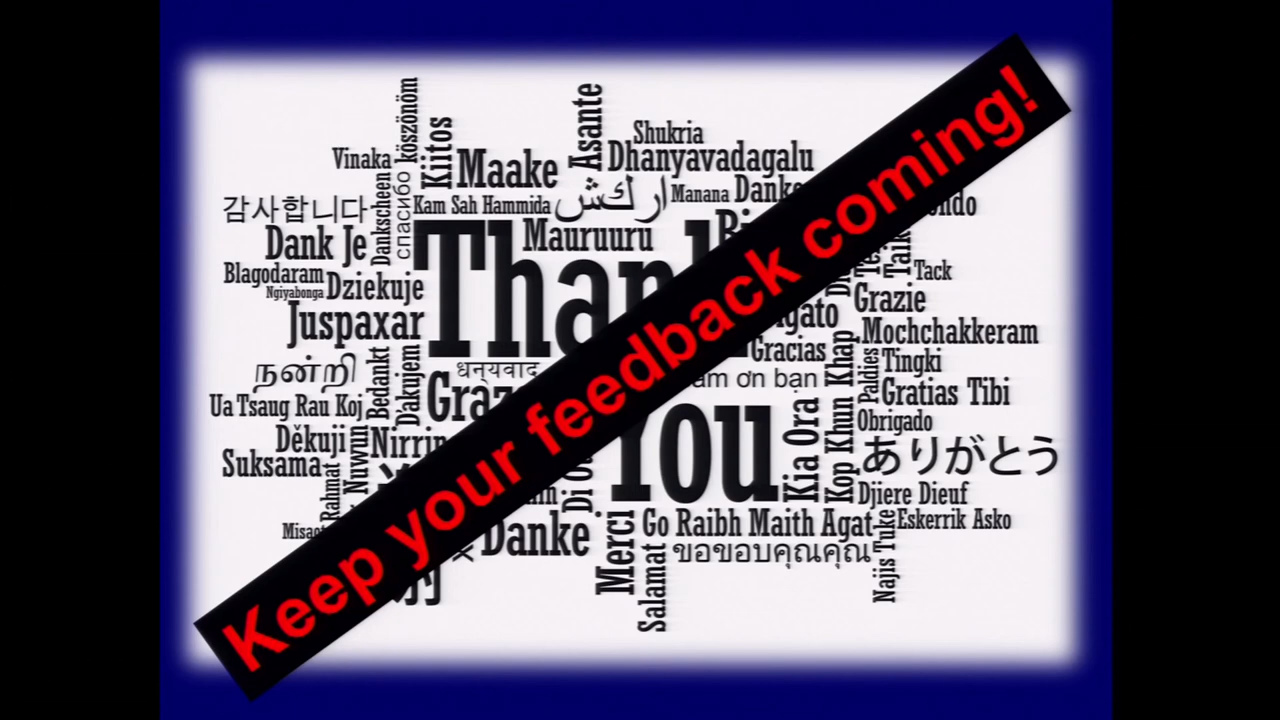 Keep your feedback coming!
köszönöm
Asante
Kiitos
Shukria
Vinaka
Maake
Dhanyavadagalu
Dankscheen
спасибо
Manana
감사합니다
Kam Sah Hammida
Mauruuru
Dank Je
Tack
Blagodaram
Ngiyabonga
Dziekuje
Grazie
Juspaxar
Mochchakkeram
Gracias
Tingki
நன்றி
धन्यवाद
Bedankt
Dakujem
Paldies
Gratias Tibi
Ua Tsaug Rau Koj
Obrigado
Kop Khun Khap
Kia Ora
You
Děkuji
ありがとう
Suksama
Rahmat
Nuwun
Djiere Dieuf
Danke
Merci
Go Raibh Maith Agat
Eskerrik Asko
ขอขอบคุณคุณ
Salamat
Najis Tuke